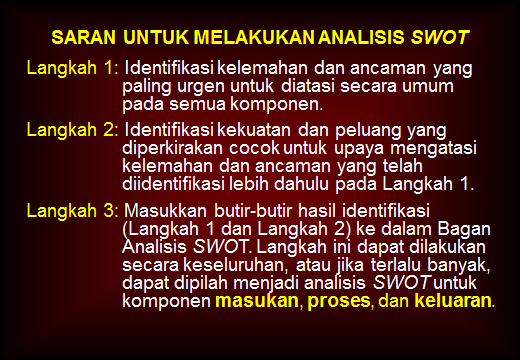 SARAN UNTUK MELAKUKAN ANALISIS SWOT
Langkah 1: Identifikasi kelemahan dan ancaman yang
paling urgen untuk diatasi secara umum
pada semua komponen.
Langkah 2: Identifikasi kekuatan dan peluang yang
diperkirakan cocok untuk upaya mengatasi
kelemahan dan ancaman yang telah
diidentifikasi lebih dahulu pada Langkah 1.
Langkah 3: Masukkan butir-butir hasil identifikasi
(Langkah 1 dan Langkah 2) ke dalam Bagan
Analisis SWOT. Langkah ini dapat dilakukan
secara keseluruhan, atau jika terlalu banyak,
dapat dipilah menjadi analisis SWOT untuk
komponen masukan, proses, dan keluaran.